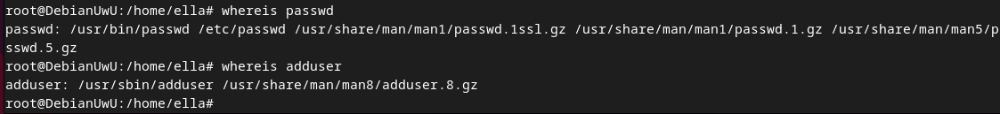 root@DebianUwU:/home/ella# whereis passwd
passwd: /usr/bin/passwd /etc/passwd /usr/share/man/man1/passwd.1ssl.gz /usr/share/man/man1/passwd.1.gz /usr/share/man/man5/p
sswd.5.gz
root@DebianUwU:/home/ella# whereis adduser
adduser: /usr/sbin/adduser /usr/share/man/man8/adduser.8.gz
root@DebianUwU:/home/ella#